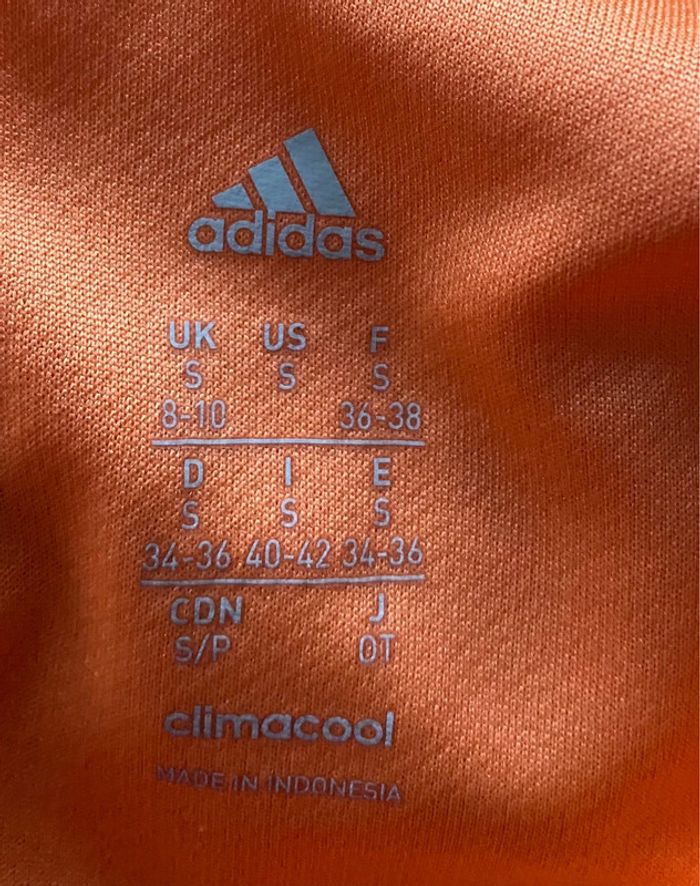 adidas
UK US F
S S S
8-10 36-38
D I E
S S S
34-36 40-42 34-36
CDN J
S/P OT
climacool
MADE IN INDONESIA